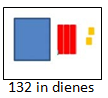 132 in dienes